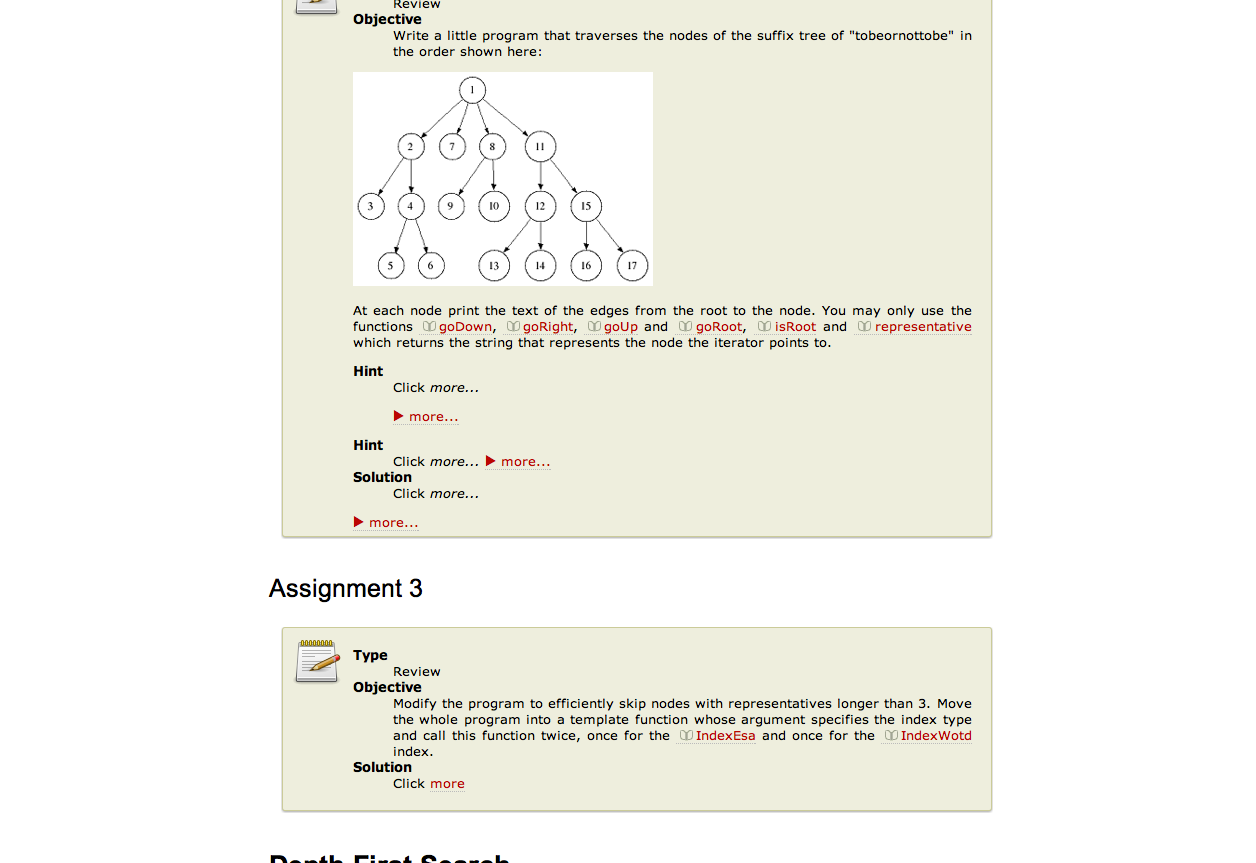 Review
Objective
Write a little program that traverses the nodes of the suffix tree of "tobeornottobe" in
the order shown here:
1
2 7 8 11
3 4 9 10 12 15
5 6 13 14 16 17
At each node print the text of the edges from the root to the node. You may only use the
functions goDown, goRight, goUp and goRoot, isRoot and representative
which returns the string that represents the node the iterator points to.
Hint
Click more...
more...
Hint
Click more... more...
Solution
Click more...
more...
Assignment 3
Type
Review
Objective
Modify the program to efficiently skip nodes with representatives longer than 3. Move
the whole program into a template function whose argument specifies the index type
and call this function twice, once for the IndexEsa and once for the IndexWotd
index.
Solution
Click more
Depth First Search